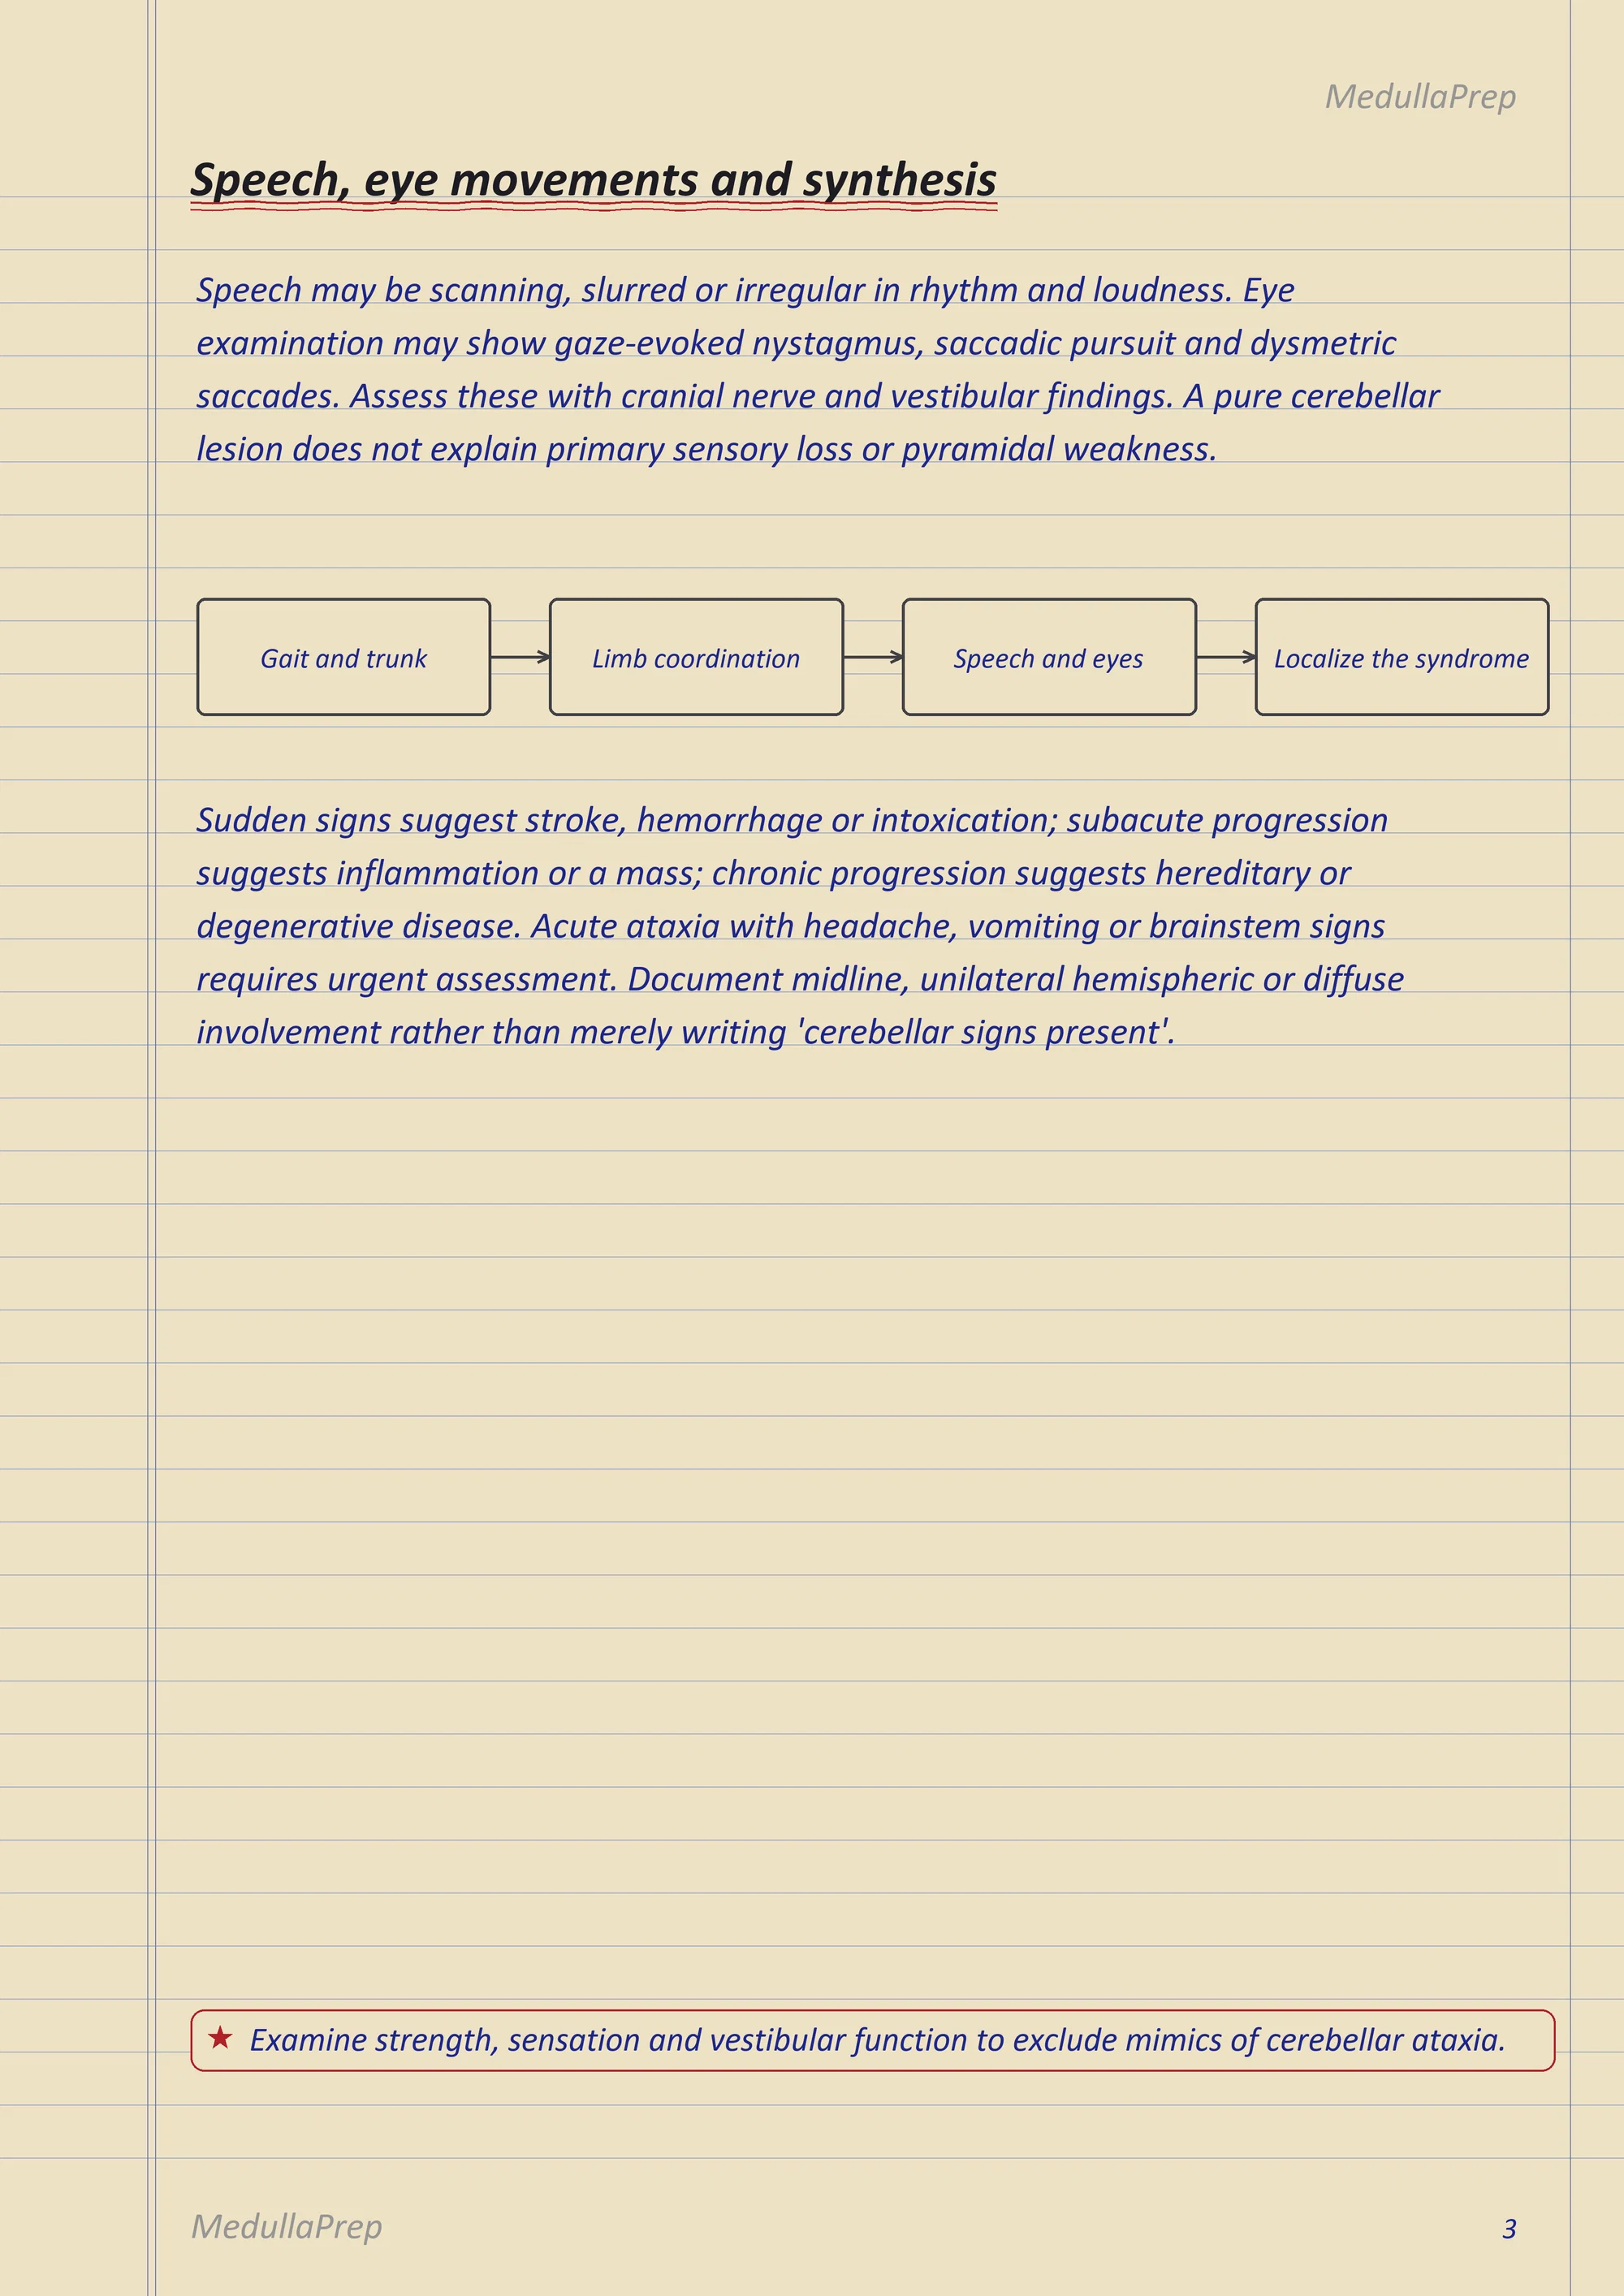 MedullaPrep
Speech, eye movements and synthesis
Speech may be scanning, slurred or irregular in rhythm and loudness. Eye
examination may show gaze-evoked nystagmus, saccadic pursuit and dysmetric
saccades. Assess these with cranial nerve and vestibular findings. A pure cerebellar
lesion does not explain primary sensory loss or pyramidal weakness.
Gait and trunk
Limb coordination
Speech and eyes
Localize the syndrome
Sudden signs suggest stroke, hemorrhage or intoxication; subacute progression
suggests inflammation or a mass; chronic progression suggests hereditary or
degenerative disease. Acute ataxia with headache, vomiting or brainstem signs
requires urgent assessment. Document midline, unilateral hemispheric or diffuse
involvement rather than merely writing 'cerebellar signs present'.
★ Examine strength, sensation and vestibular function to exclude mimics of cerebellar ataxia.
MedullaPrep
3